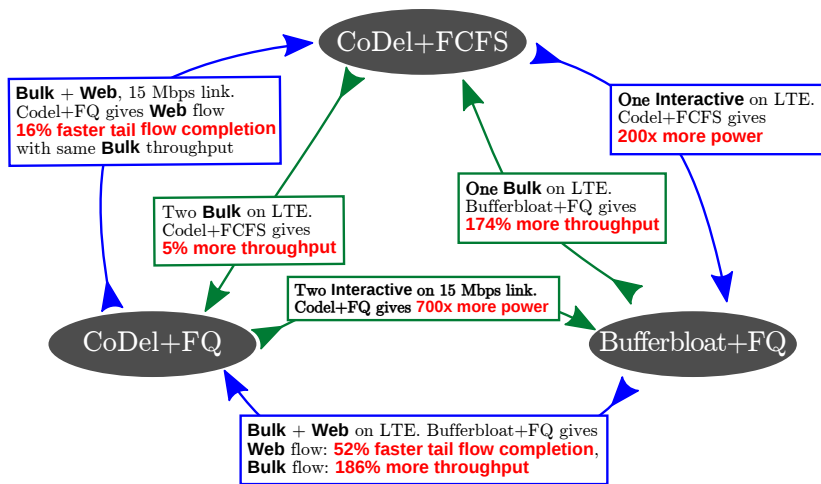 CoDel+FCFS
Bulk + Web, 15 Mbps link.
Codel+FQ gives Web flow
16% faster tail flow completion
with same Bulk throughput
One Interactive on LTE.
Codel+FCFS gives
200x more power
Two Bulk on LTE.
Codel+FCFS gives
5% more throughput
One Bulk on LTE.
Bufferbloat+FQ gives
174% more throughput
Two Interactive on 15 Mbps link.
Codel+FQ gives 700x more power
CoDel+FQ
Bufferbloat+FQ
Bulk + Web on LTE. Bufferbloat+FQ gives
Web flow: 52% faster tail flow completion,
Bulk flow: 186% more throughput